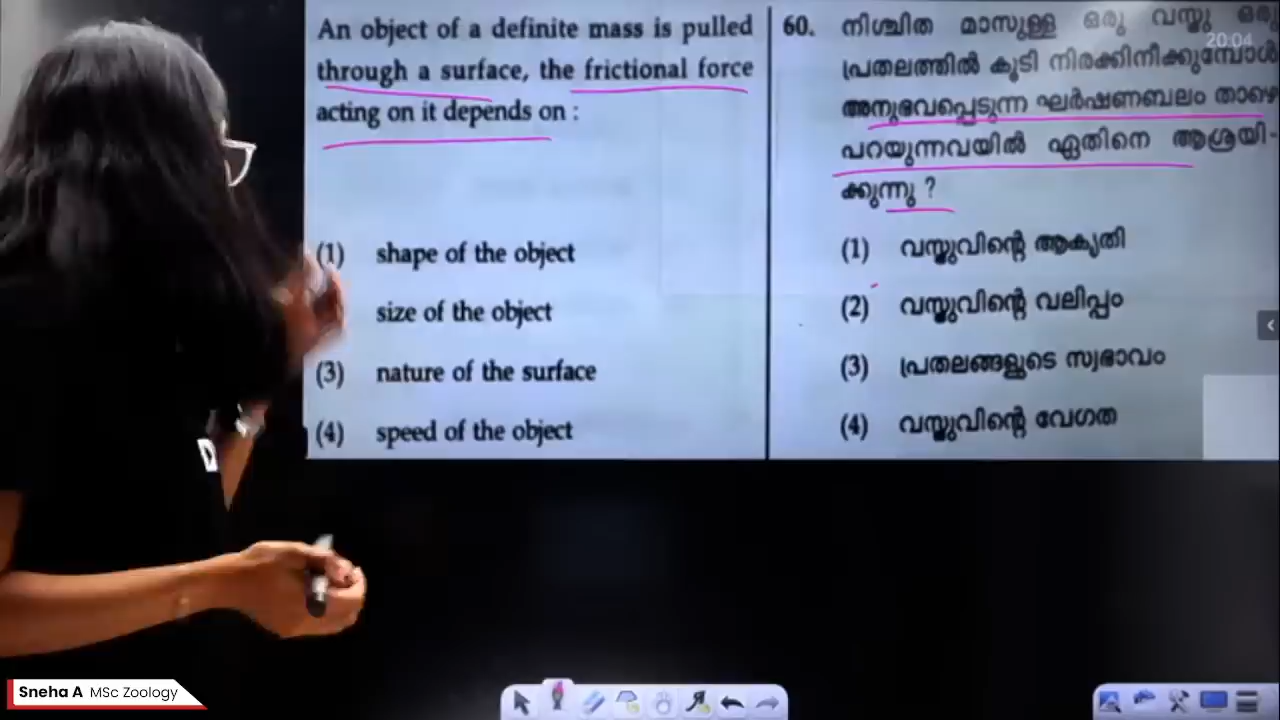 An object of a definite mass is pulled
through a surface, the frictional force
acting on it depends on :
(1) shape of the object
size of the object
(3) nature of the surface
(4) speed of the object
60. നിശ്ചിത മാസുള്ള ഒരു വസ്തു ഒരു
പ്രതലത്തിൽ കൂടി നിരക്കിനീക്കുമ്പോൾ
അനുഭവപ്പെടുന്ന ഘർഷണബലം താഴെ
പറയുന്നവയിൽ ഏതിനെ ആശ്രയി-
ക്കുന്നു ?
(1) വസ്തുവിന്റെ ആകൃതി
(2) വസ്തുവിന്റെ വലിപ്പം
(3) പ്രതലങ്ങളുടെ സ്വഭാവം
(4) വസ്തുവിന്റെ വേഗത
20:04
Sneha A MSc Zoology